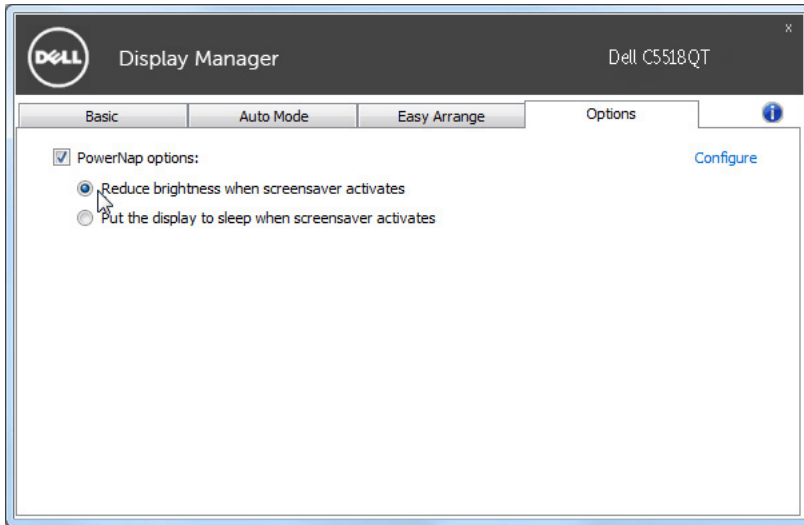 x
DELL Display Manager Dell C5518QT
Basic Auto Mode Easy Arrange Options i
PowerNap options: Configure
Reduce brightness when screensaver activates
Put the display to sleep when screensaver activates